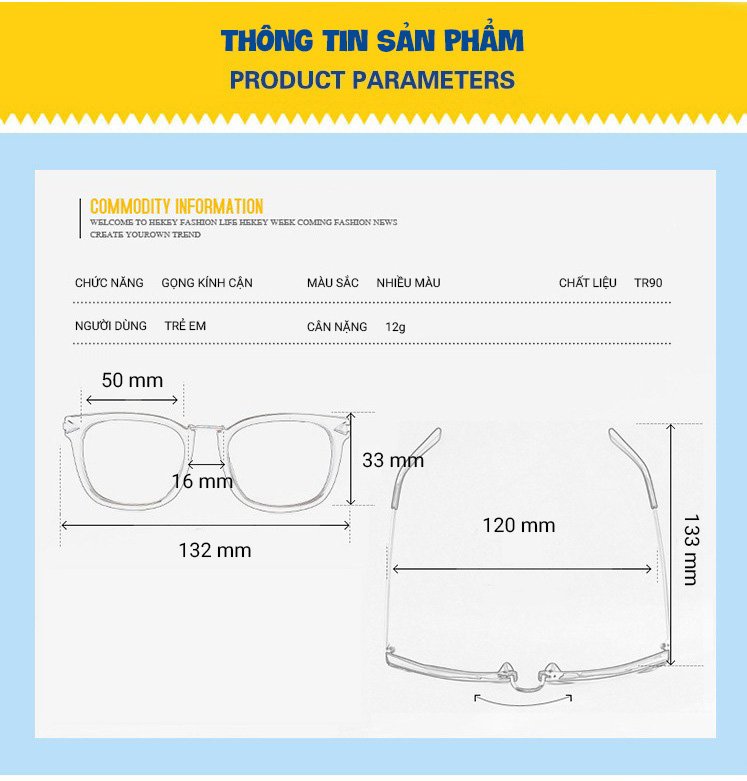 THÔNG TIN SẢN PHẨM
PRODUCT PARAMETERS
COMMODITY INFORMATION
WELCOME TO HEKEY FASHION LIFE HEKEY WEEK COMING FASHION NEWS
CREATE YOUROWN TREND
CHỨC NĂNG GỌNG KÍNH CẬN MÀU SẮC NHIỀU MÀU CHẤT LIỆU TR90
NGƯỜI DÙNG TRẺ EM CÂN NẶNG 12g
50 mm
33 mm
16 mm
132 mm
120 mm
133 mm